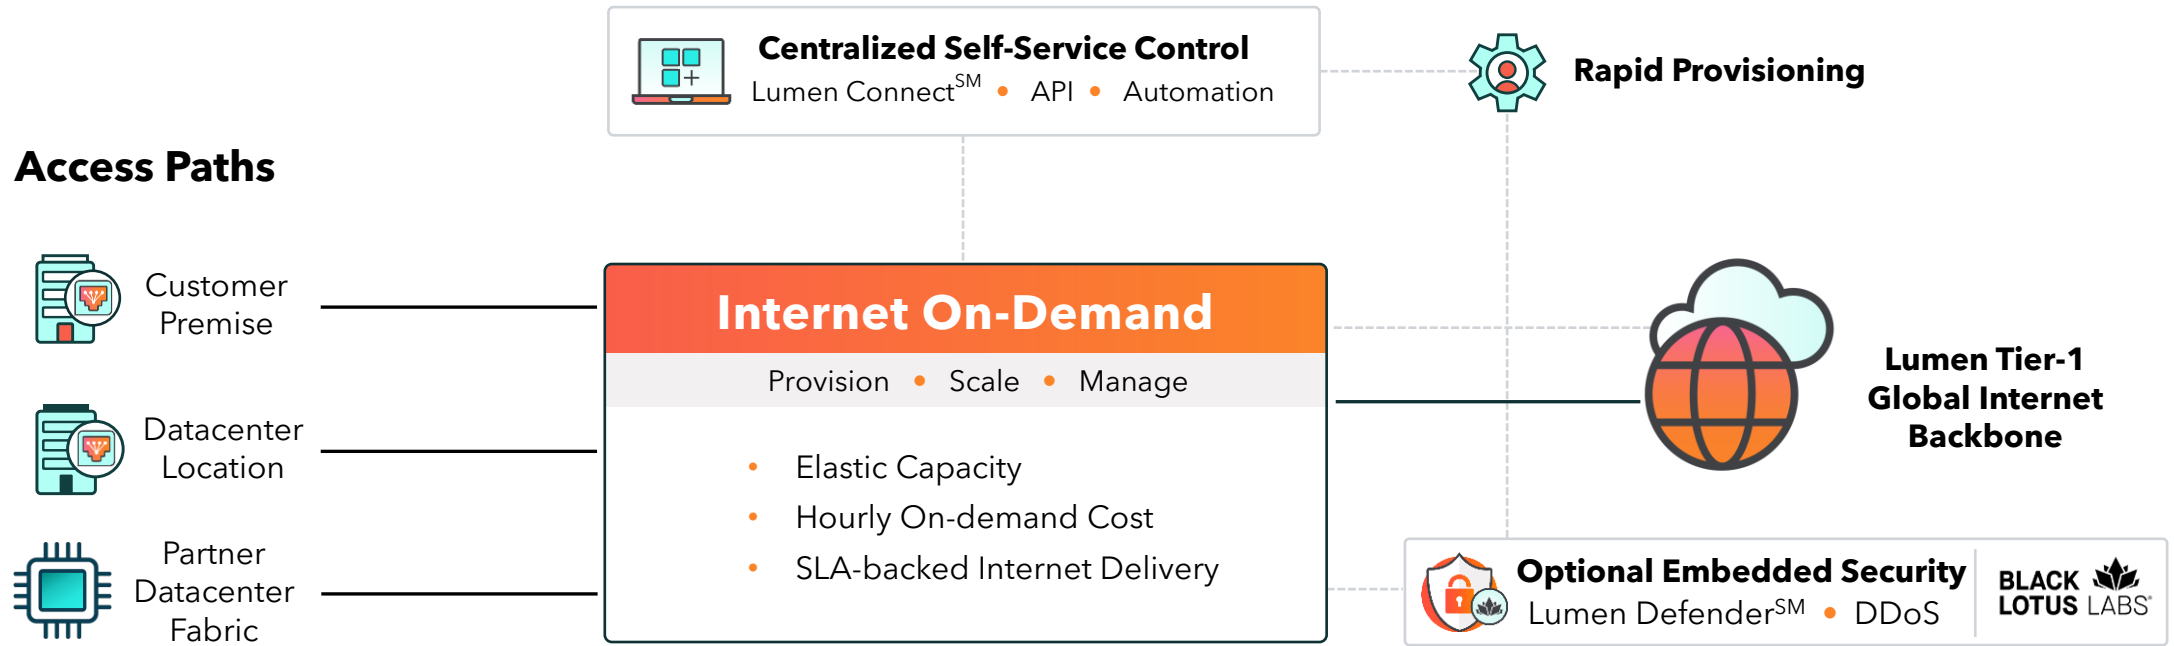 Centralized Self-Service Control
Lumen Connect℠ • API • Automation
Rapid Provisioning
Access Paths
Customer
Premise
Datacenter
Location
Partner
Datacenter
Fabric
Internet On-Demand
Provision • Scale • Manage
• Elastic Capacity
• Hourly On-demand Cost
• SLA-backed Internet Delivery
Lumen Tier-1
Global Internet
Backbone
Optional Embedded Security
Lumen Defender℠ • DDoS
BLACK
LOTUS LABS®